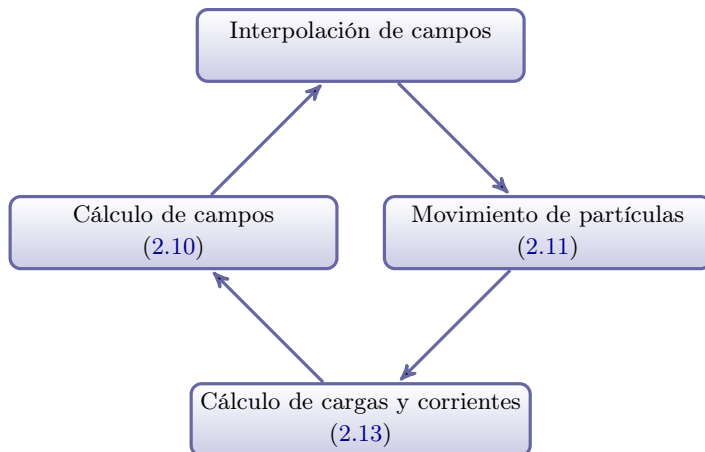 Interpolación de campos
Cálculo de campos
(2.10)
Movimiento de partículas
(2.11)
Cálculo de cargas y corrientes
(2.13)